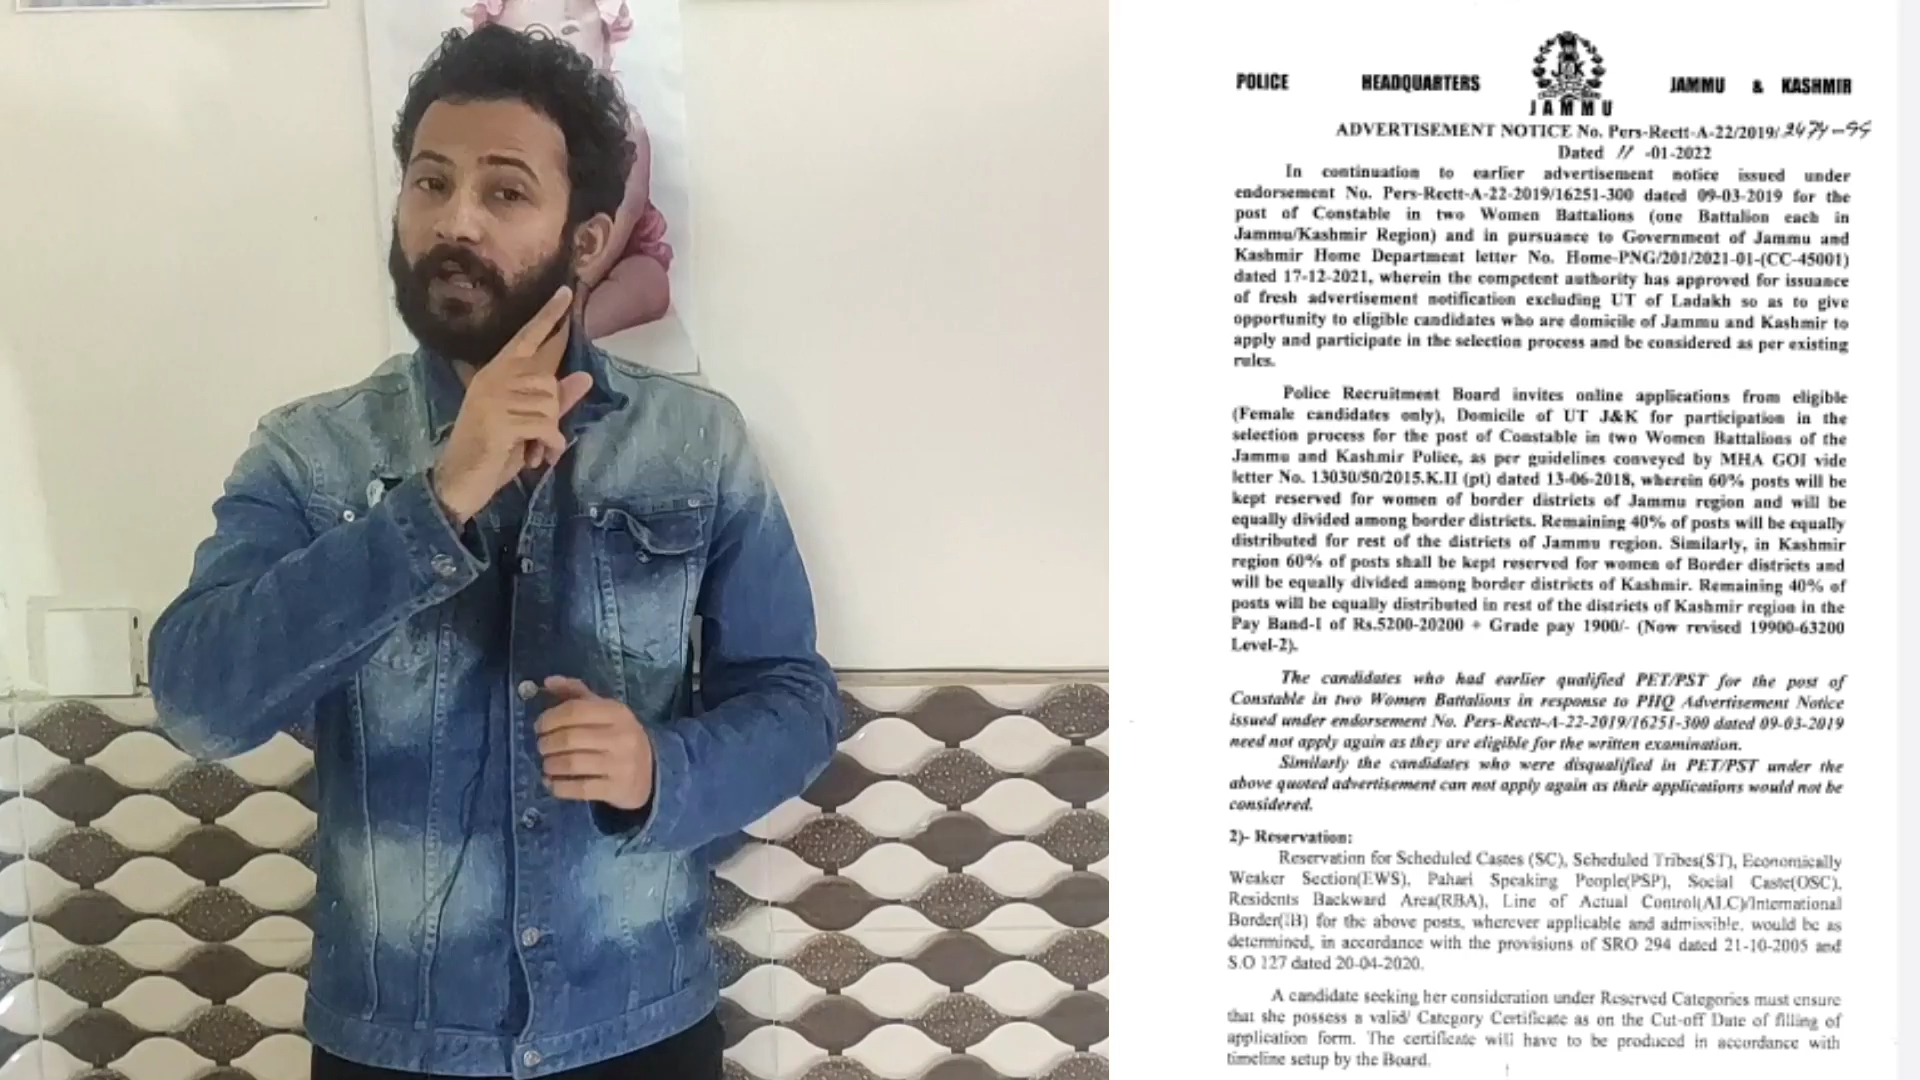 POLICE HEADQUARTERS JAMMU & KASHMIR
J&K
JAMMU
ADVERTISEMENT NOTICE No. Pers-Rectt-A-22/2019/2474-99
Dated 11 -01-2022
In continuation to earlier advertisement notice issued under
endorsement No. Pers-Rectt-A-22-2019/16251-300 dated 09-03-2019 for the
post of Constable in two Women Battalions (one Battalion each in
Jammu/Kashmir Region) and in pursuance to Government of Jammu and
Kashmir Home Department letter No. Home-PNG/201/2021-01-(CC-45001)
dated 17-12-2021, wherein the competent authority has approved for issuance
of fresh advertisement notification excluding UT of Ladakh so as to give
opportunity to eligible candidates who are domicile of Jammu and Kashmir to
apply and participate in the selection process and be considered as per existing
rules.
Police Recruitment Board invites online applications from eligible
(Female candidates only), Domicile of UT J&K for participation in the
selection process for the post of Constable in two Women Battalions of the
Jammu and Kashmir Police, as per guidelines conveyed by MHA GOI vide
letter No. 13030/50/2015.K.II (pt) dated 13-06-2018, wherein 60% posts will be
kept reserved for women of border districts of Jammu region and will be
equally divided among border districts. Remaining 40% of posts will be equally
distributed for rest of the districts of Jammu region. Similarly, in Kashmir
region 60% of posts shall be kept reserved for women of Border districts and
will be equally divided among border districts of Kashmir. Remaining 40% of
posts will be equally distributed in rest of the districts of Kashmir region in the
Pay Band-I of Rs.5200-20200 + Grade pay 1900/- (Now revised 19900-63200
Level-2).
The candidates who had earlier qualified PET/PST for the post of
Constable in two Women Battalions in response to PHQ Advertisement Notice
issued under endorsement No. Pers-Rectt-A-22-2019/16251-300 dated 09-03-2019
need not apply again as they are eligible for the written examination.
Similarly the candidates who were disqualified in PET/PST under the
above quoted advertisement can not apply again as their applications would not be
considered.
2)- Reservation:
Reservation for Scheduled Castes (SC), Scheduled Tribes(ST), Economically
Weaker Section(EWS), Pahari Speaking People(PSP), Social Caste(OSC),
Residents Backward Area(RBA), Line of Actual Control(ALC)/International
Border(IB) for the above posts, wherever applicable and admissible, would be as
determined, in accordance with the provisions of SRO 294 dated 21-10-2005 and
S.O 127 dated 20-04-2020.
A candidate seeking her consideration under Reserved Categories must ensure
that she possess a valid/ Category Certificate as on the Cut-off Date of filling of
application form. The certificate will have to be produced in accordance with
timeline setup by the Board.